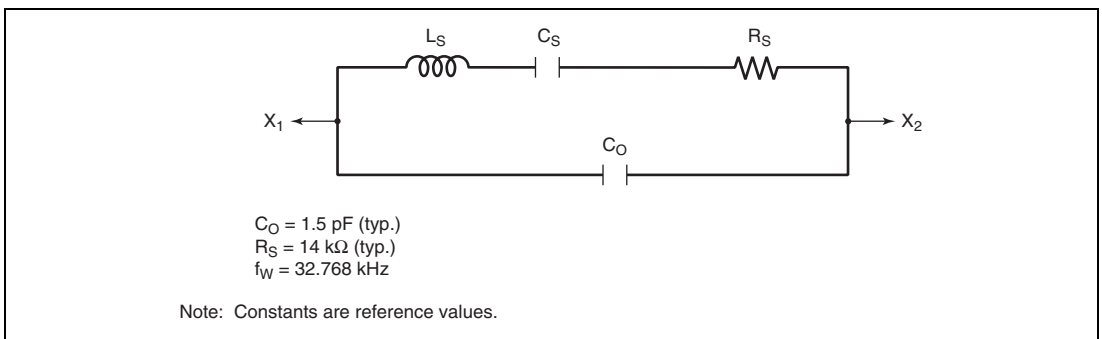 L_S C_S R_S
X_1 X_2
C_O
C_O = 1.5 pF (typ.)
R_S = 14 kΩ (typ.)
f_W = 32.768 kHz
Note: Constants are reference values.